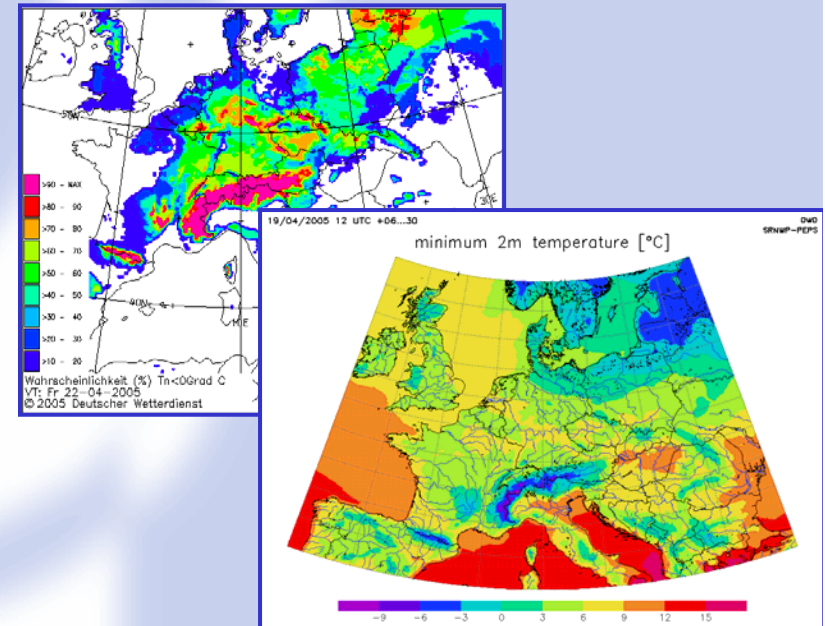 >90 - MAX
>80 - 90
>70 - 80
>60 - 70
>50 - 60
>40 - 50
>30 - 40
>20 - 30
>10 - 20
10E
30E
Wahrscheinlichkeit (%) Tn<0Grad C
VT: Fr 22-04-2005
© 2005 Deutscher Wetterdienst
19/04/2005 12 UTC +06...30
DWD
SRNWP-PEPS
minimum 2m temperature [°C]
-9 -6 -3 0 3 6 9 12 15